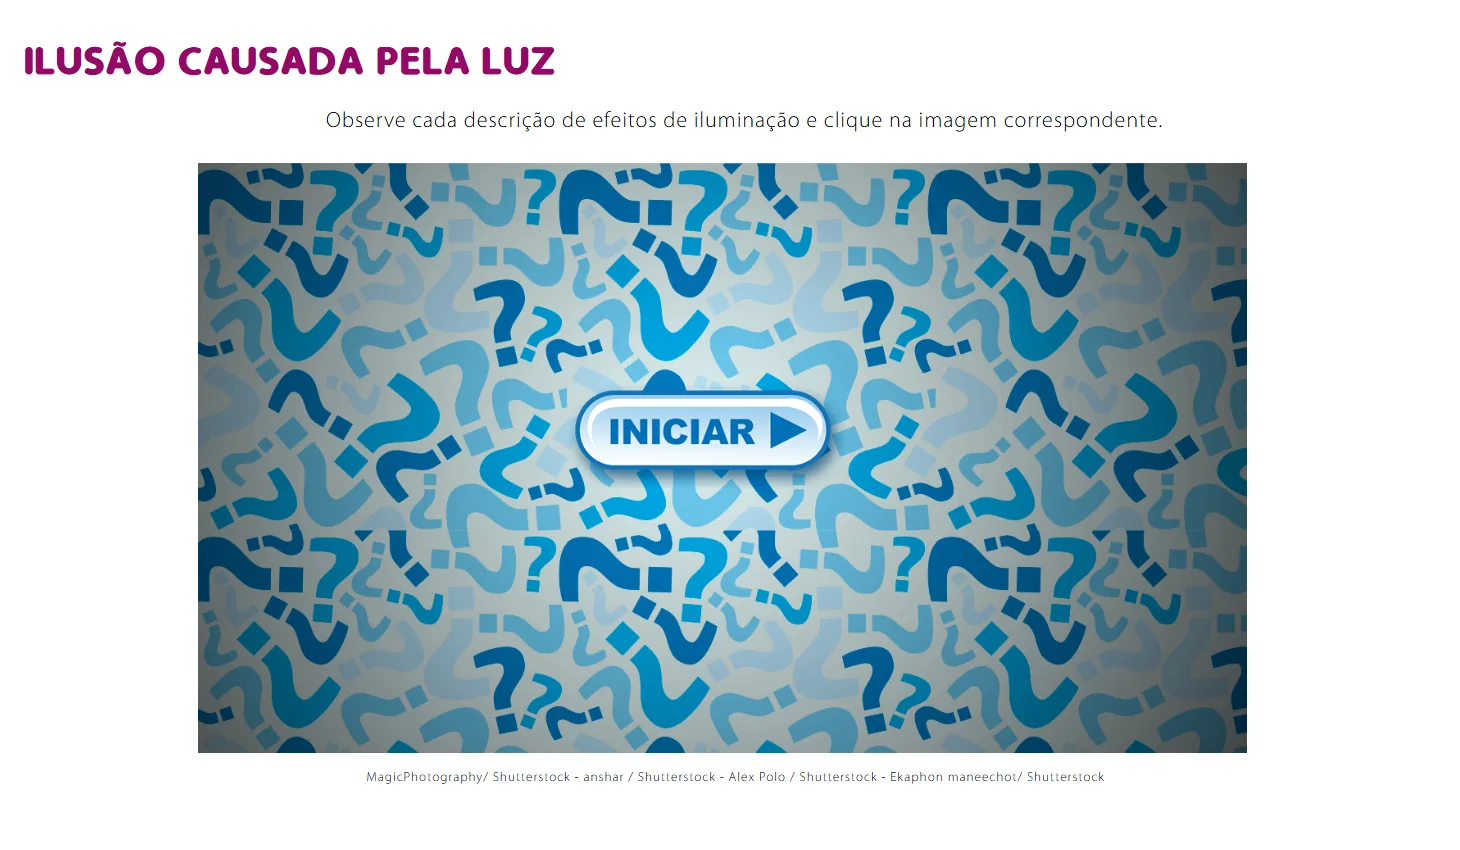 ILUSÃO CAUSADA PELA LUZ
Observe cada descrição de efeitos de iluminação e clique na imagem correspondente.
INICIAR
MagicPhotography/ Shutterstock - anshar / Shutterstock - Alex Polo / Shutterstock - Ekaphon maneechot/ Shutterstock